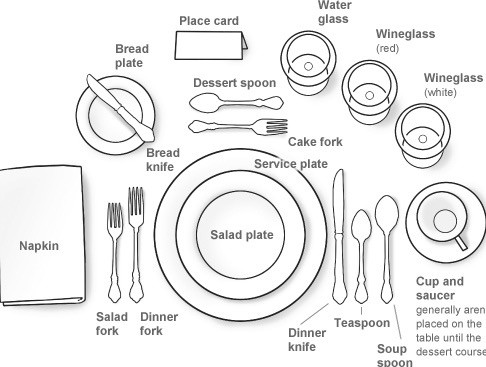 Water
glass
Place card
Wineglass
(red)
Bread
plate
Wineglass
(white)
Dessert spoon
Cake fork
Bread
knife
Service plate
Napkin
Salad plate
Cup and
saucer
generally aren
placed on the
table until the
dessert course
Salad
fork
Dinner
fork
Dinner
knife
Teaspoon
Soup
spoon